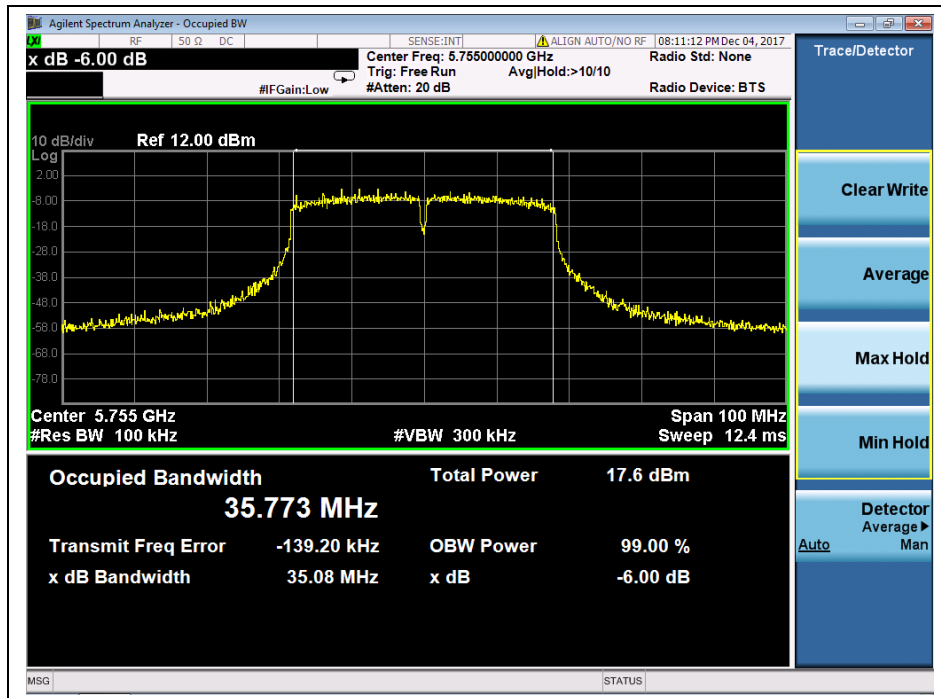 Agilent Spectrum Analyzer - Occupied BW
LXI RF 50 Ω DC SENSE:INT ALIGN AUTO/NO RF 08:11:12 PM Dec 04, 2017
x dB -6.00 dB
Center Freq: 5.755000000 GHz Radio Std: None
Trig: Free Run Avg|Hold:>10/10
#IFGain:Low #Atten: 20 dB Radio Device: BTS
10 dB/div Ref 12.00 dBm
Log
2.00
-8.00
-18.0
-28.0
-38.0
-48.0
-58.0
-68.0
-78.0
Center 5.755 GHz Span 100 MHz
#Res BW 100 kHz #VBW 300 kHz Sweep 12.4 ms
Occupied Bandwidth Total Power 17.6 dBm
35.773 MHz
Transmit Freq Error -139.20 kHz OBW Power 99.00 %
x dB Bandwidth 35.08 MHz x dB -6.00 dB
Trace/Detector
Clear Write
Average
Max Hold
Min Hold
Detector
Average
Auto Man
MSG STATUS